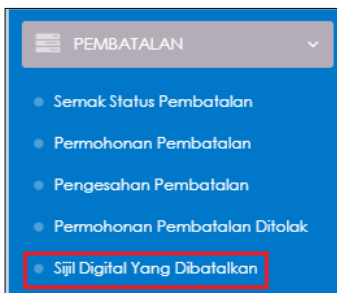 PEMBATALAN
Semak Status Pembatalan
Permohonan Pembatalan
Pengesahan Pembatalan
Permohonan Pembatalan Ditolak
Sijil Digital Yang Dibatalkan